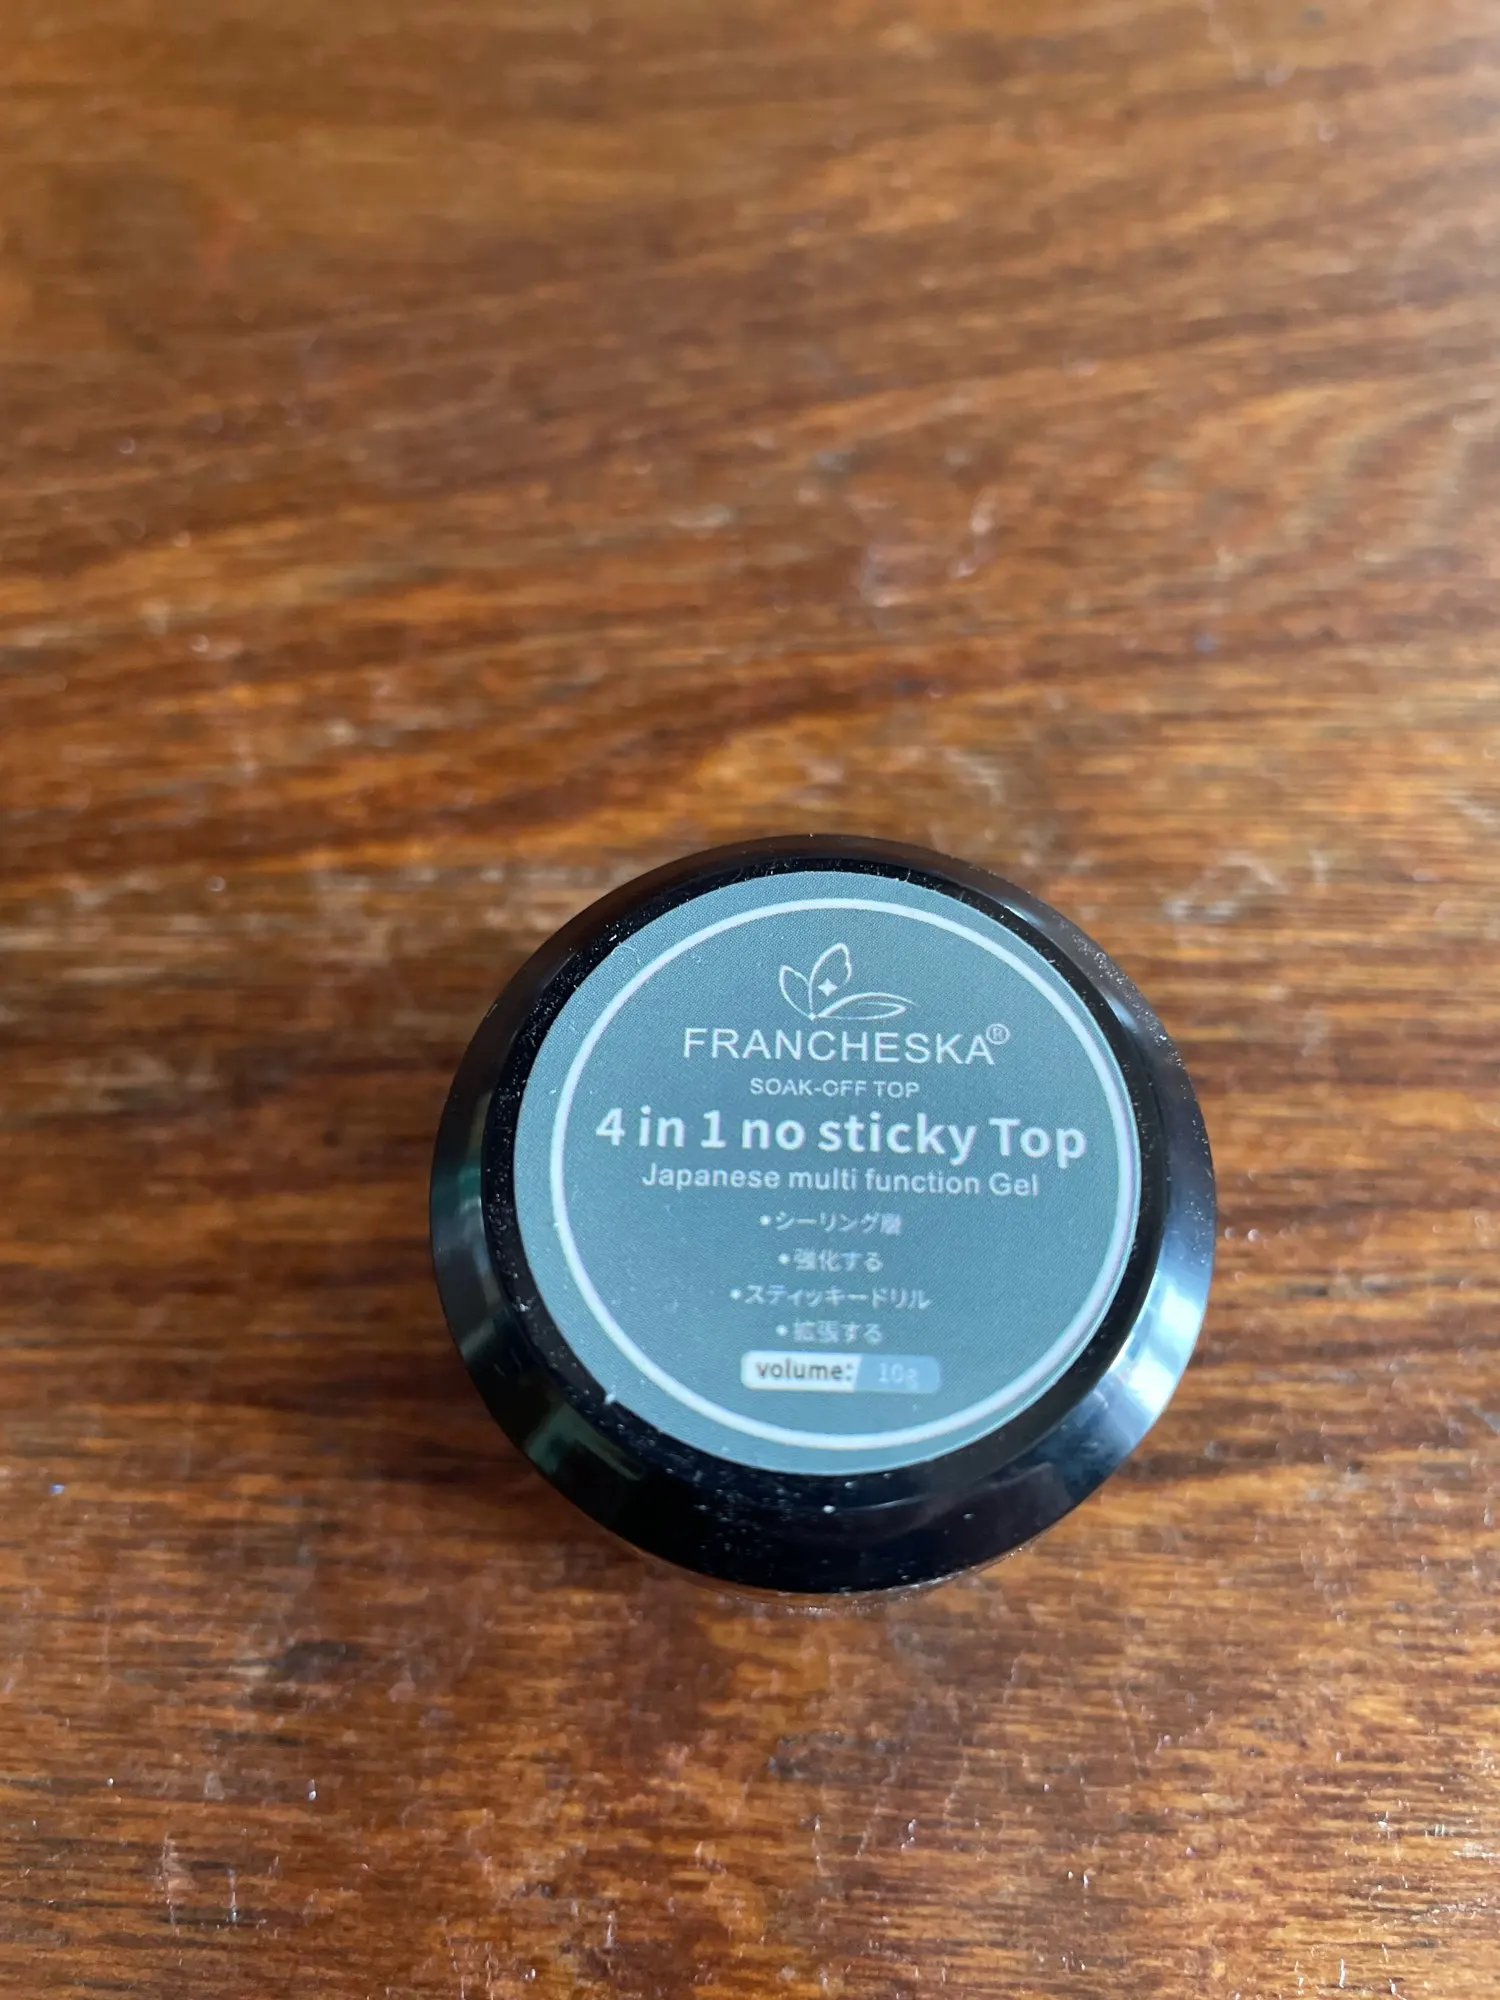 FRANCHESKA®
SOAK-OFF TOP
4 in 1 no sticky Top
Japanese multi function Gel
•シーリング層
•強化する
•スティッキードリル
•拡張する
volume: 10g